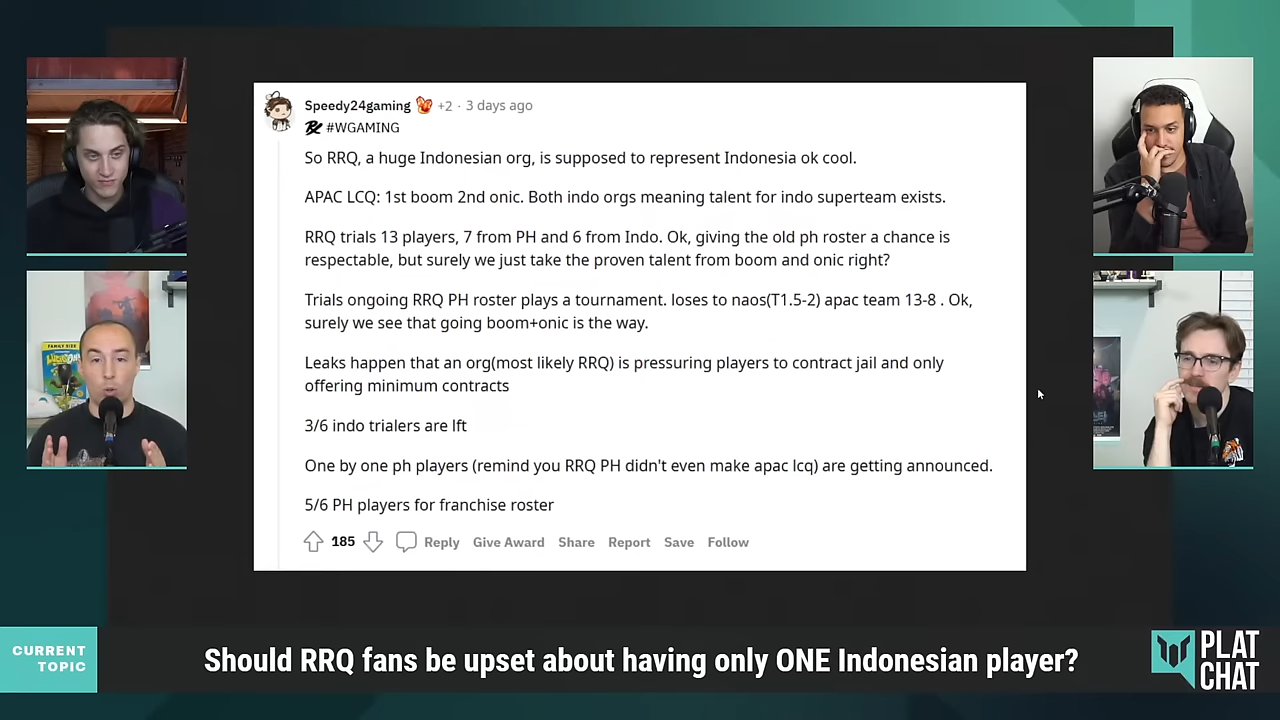 Speedy24gaming +2 · 3 days ago
#WGAMING
So RRQ, a huge Indonesian org, is supposed to represent Indonesia ok cool.
APAC LCQ: 1st boom 2nd onic. Both indo orgs meaning talent for indo superteam exists.
RRQ trials 13 players, 7 from PH and 6 from Indo. Ok, giving the old ph roster a chance is
respectable, but surely we just take the proven talent from boom and onic right?
Trials ongoing RRQ PH roster plays a tournament. loses to naos(T1.5-2) apac team 13-8 . Ok,
surely we see that going boom+onic is the way.
Leaks happen that an org(most likely RRQ) is pressuring players to contract jail and only
offering minimum contracts
3/6 indo trialers are lft
One by one ph players (remind you RRQ PH didn't even make apac lcq) are getting announced.
5/6 PH players for franchise roster
185 Reply Give Award Share Report Save Follow
FAMILY SIZE
CURRENT
TOPIC
Should RRQ fans be upset about having only ONE Indonesian player?
PLAT
CHAT